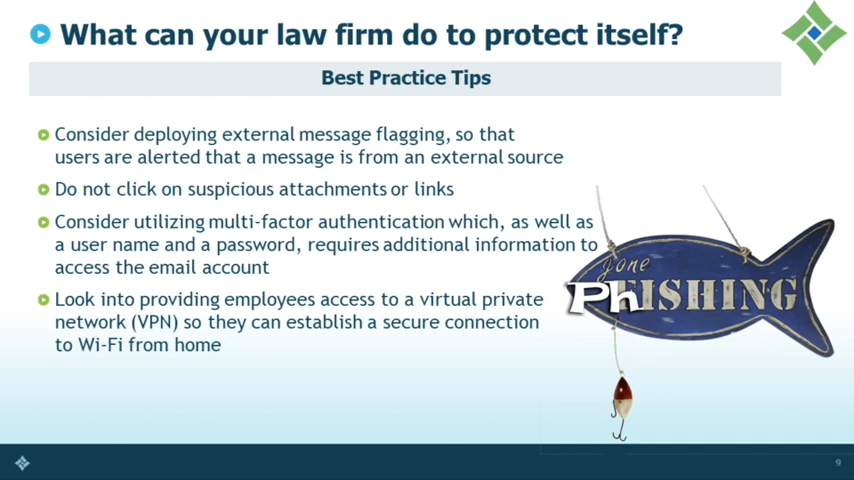 What can your law firm do to protect itself?
Best Practice Tips
Consider deploying external message flagging, so that
users are alerted that a message is from an external source
Do not click on suspicious attachments or links
Consider utilizing multi-factor authentication which, as well as
a user name and a password, requires additional information to
access the email account
Look into providing employees access to a virtual private
network (VPN) so they can establish a secure connection
to Wi-Fi from home
gone
PhISHING
9